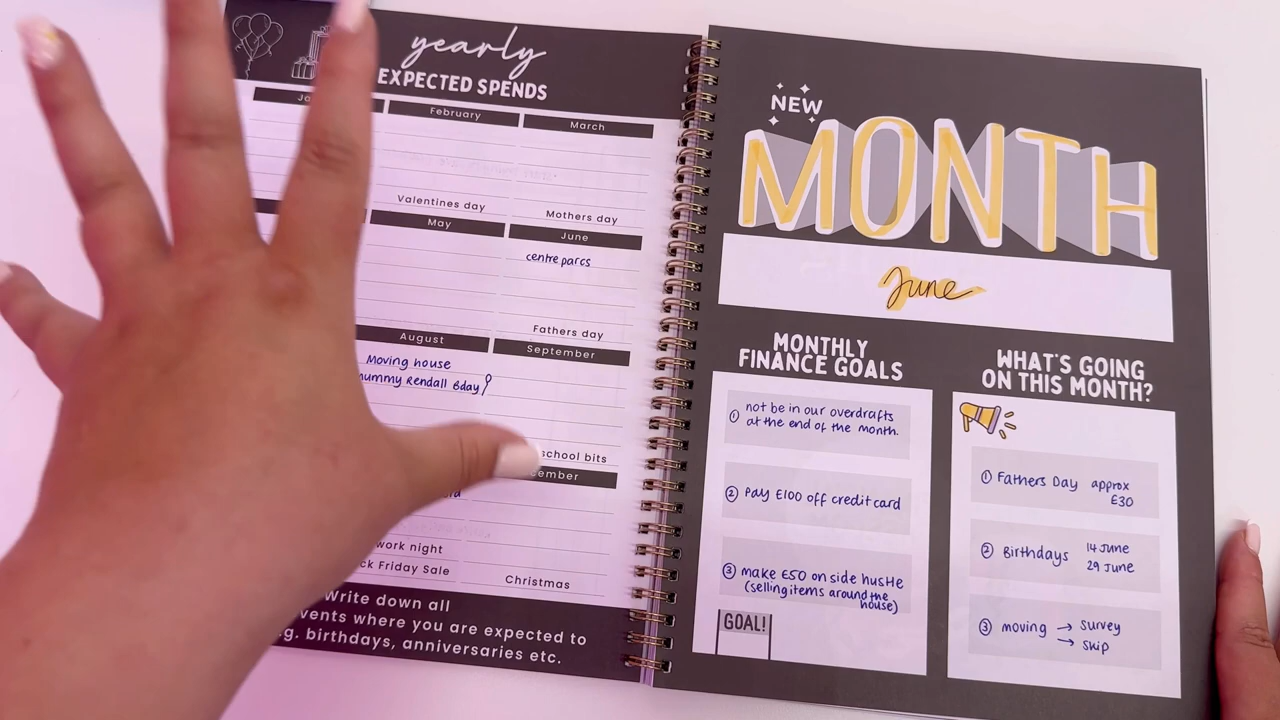 yearly
EXPECTED SPENDS
February
March
Valentines day
Mothers day
May
June
centre parcs
Fathers day
August
September
Moving house
mummy Rendall Bday
school bits
work night
Friday Sale
Christmas
Write down all
events where you are expected to
e.g. birthdays, anniversaries etc.
NEW
MONTH
June
MONTHLY
FINANCE GOALS
① not be in our overdrafts
at the end of the month.
② Pay £100 off credit card
③ make £50 on side hustle
(selling items around the
house)
GOAL!
WHAT'S GOING
ON THIS MONTH?
① Fathers Day approx
£30
② Birthdays 14 June
29 June
③ moving → survey
→ skip